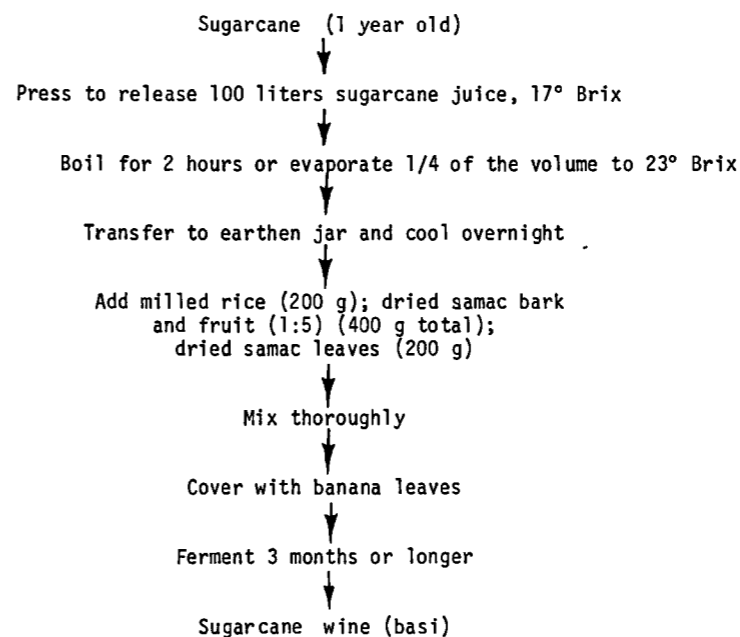 Sugarcane (1 year old)
Press to release 100 liters sugarcane juice, 17° Brix
Boil for 2 hours or evaporate 1/4 of the volume to 23° Brix
Transfer to earthen jar and cool overnight
Add milled rice (200 g); dried samac bark
and fruit (1:5) (400 g total);
dried samac leaves (200 g)
Mix thoroughly
Cover with banana leaves
Ferment 3 months or longer
Sugarcane wine (basi)